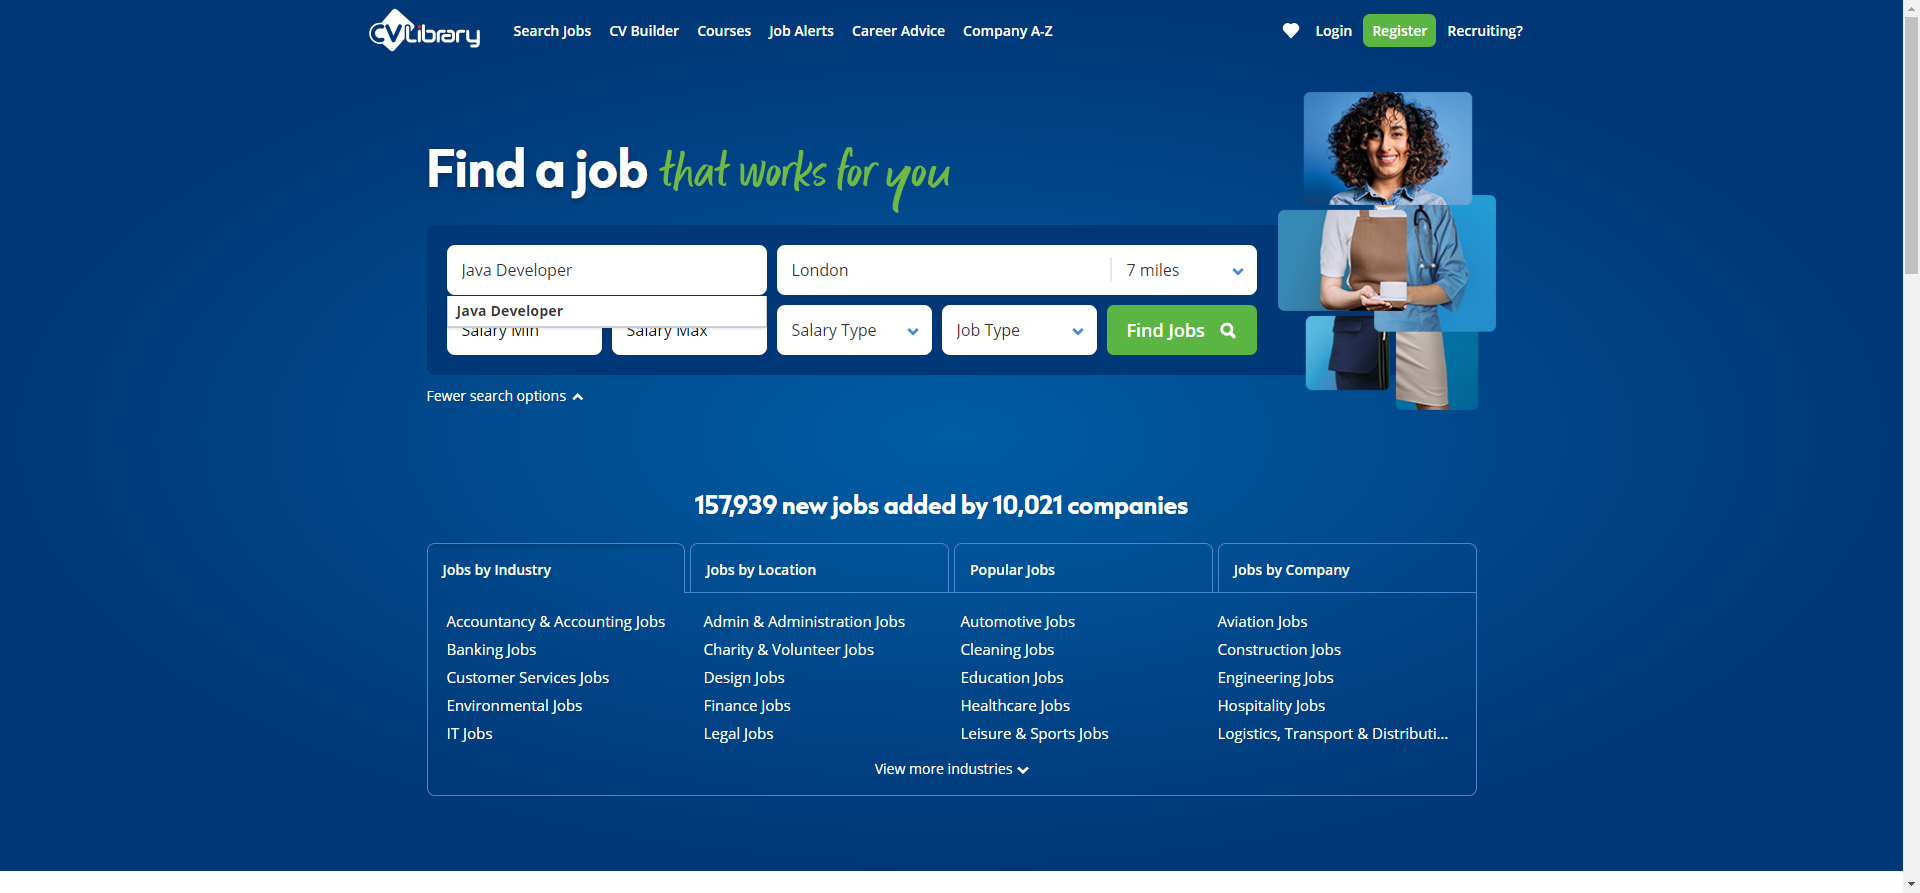 CV Library
Search Jobs CV Builder Courses Job Alerts Career Advice Company A-Z
Login Register Recruiting?
Find a job that works for you
Java Developer
London
7 miles
Java Developer
Salary Min
Salary Max
Salary Type
Job Type
Find Jobs
Fewer search options
157,939 new jobs added by 10,021 companies
Jobs by Industry
Jobs by Location
Popular Jobs
Jobs by Company
Accountancy & Accounting Jobs
Admin & Administration Jobs
Automotive Jobs
Aviation Jobs
Banking Jobs
Charity & Volunteer Jobs
Cleaning Jobs
Construction Jobs
Customer Services Jobs
Design Jobs
Education Jobs
Engineering Jobs
Environmental Jobs
Finance Jobs
Healthcare Jobs
Hospitality Jobs
IT Jobs
Legal Jobs
Leisure & Sports Jobs
Logistics, Transport & Distributi...
View more industries